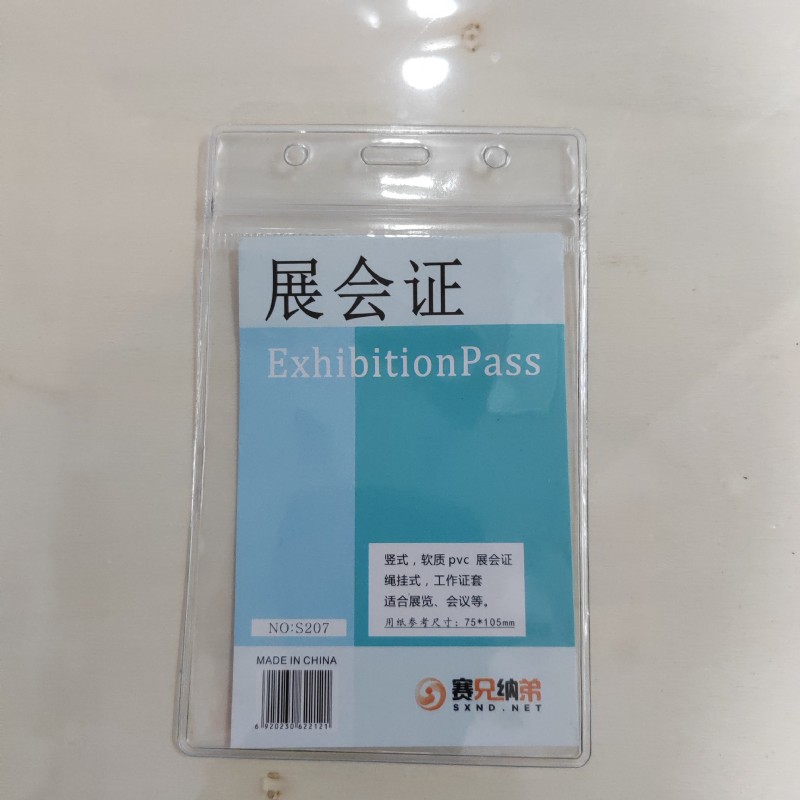 展会证
ExhibitionPass
竖式，软质 pvc 展会证
绳挂式，工作证套
适合展览、会议等。
用纸参考尺寸：75*105mm
NO:S207
MADE IN CHINA
6920230622121
赛兄纳弟
SXND.NET